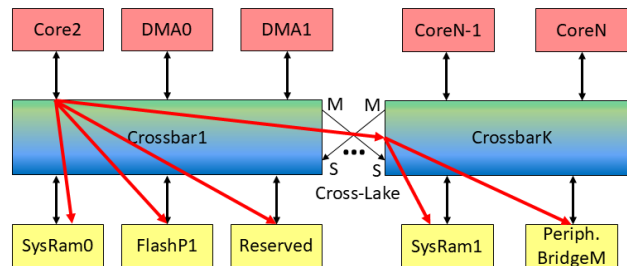 Core2 DMA0 DMA1 CoreN-1 CoreN
M M
Crossbar1 CrossbarK
•••
S S
Cross-Lake
SysRam0 FlashP1 Reserved SysRam1 Periph.
BridgeM